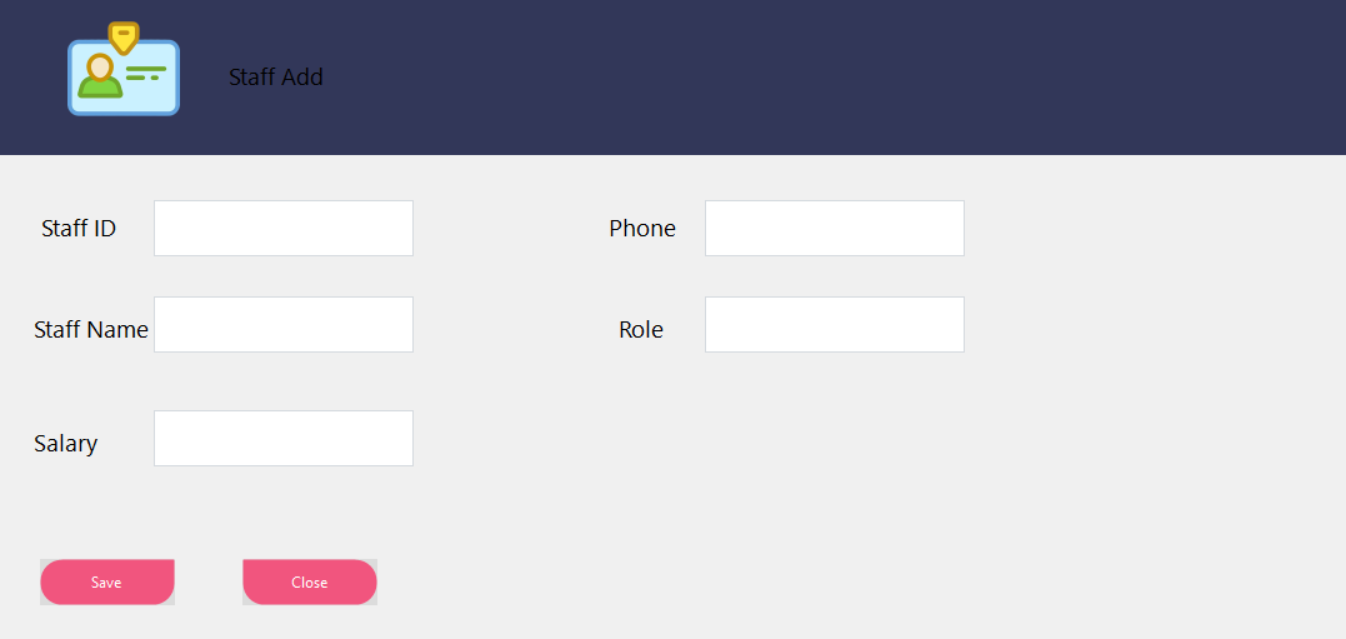 Staff Add
Staff ID
Phone
Staff Name
Role
Salary
Save
Close